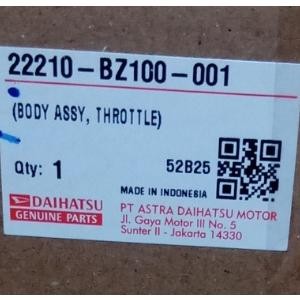 22210-BZ100-001
(BODY ASSY, THROTTLE)
Qty: 1
52B25
MADE IN INDONESIA
DAIHATSU
GENUINE PARTS
PT ASTRA DAIHATSU MOTOR
Jl. Gaya Motor III No. 5
Sunter II - Jakarta 14330